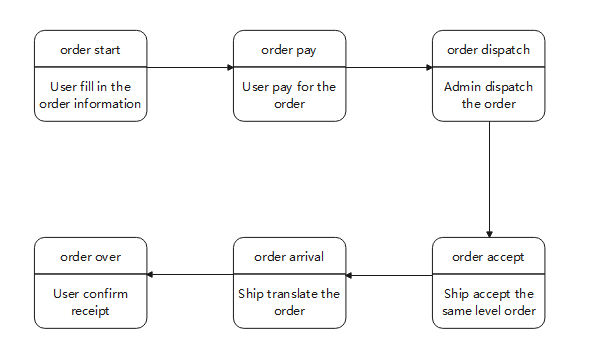 order start
User fill in the
order information
order pay
User pay for the
order
order dispatch
Admin dispatch
the order
order over
User confirm
receipt
order arrival
Ship translate the
order
order accept
Ship accept the
same level order